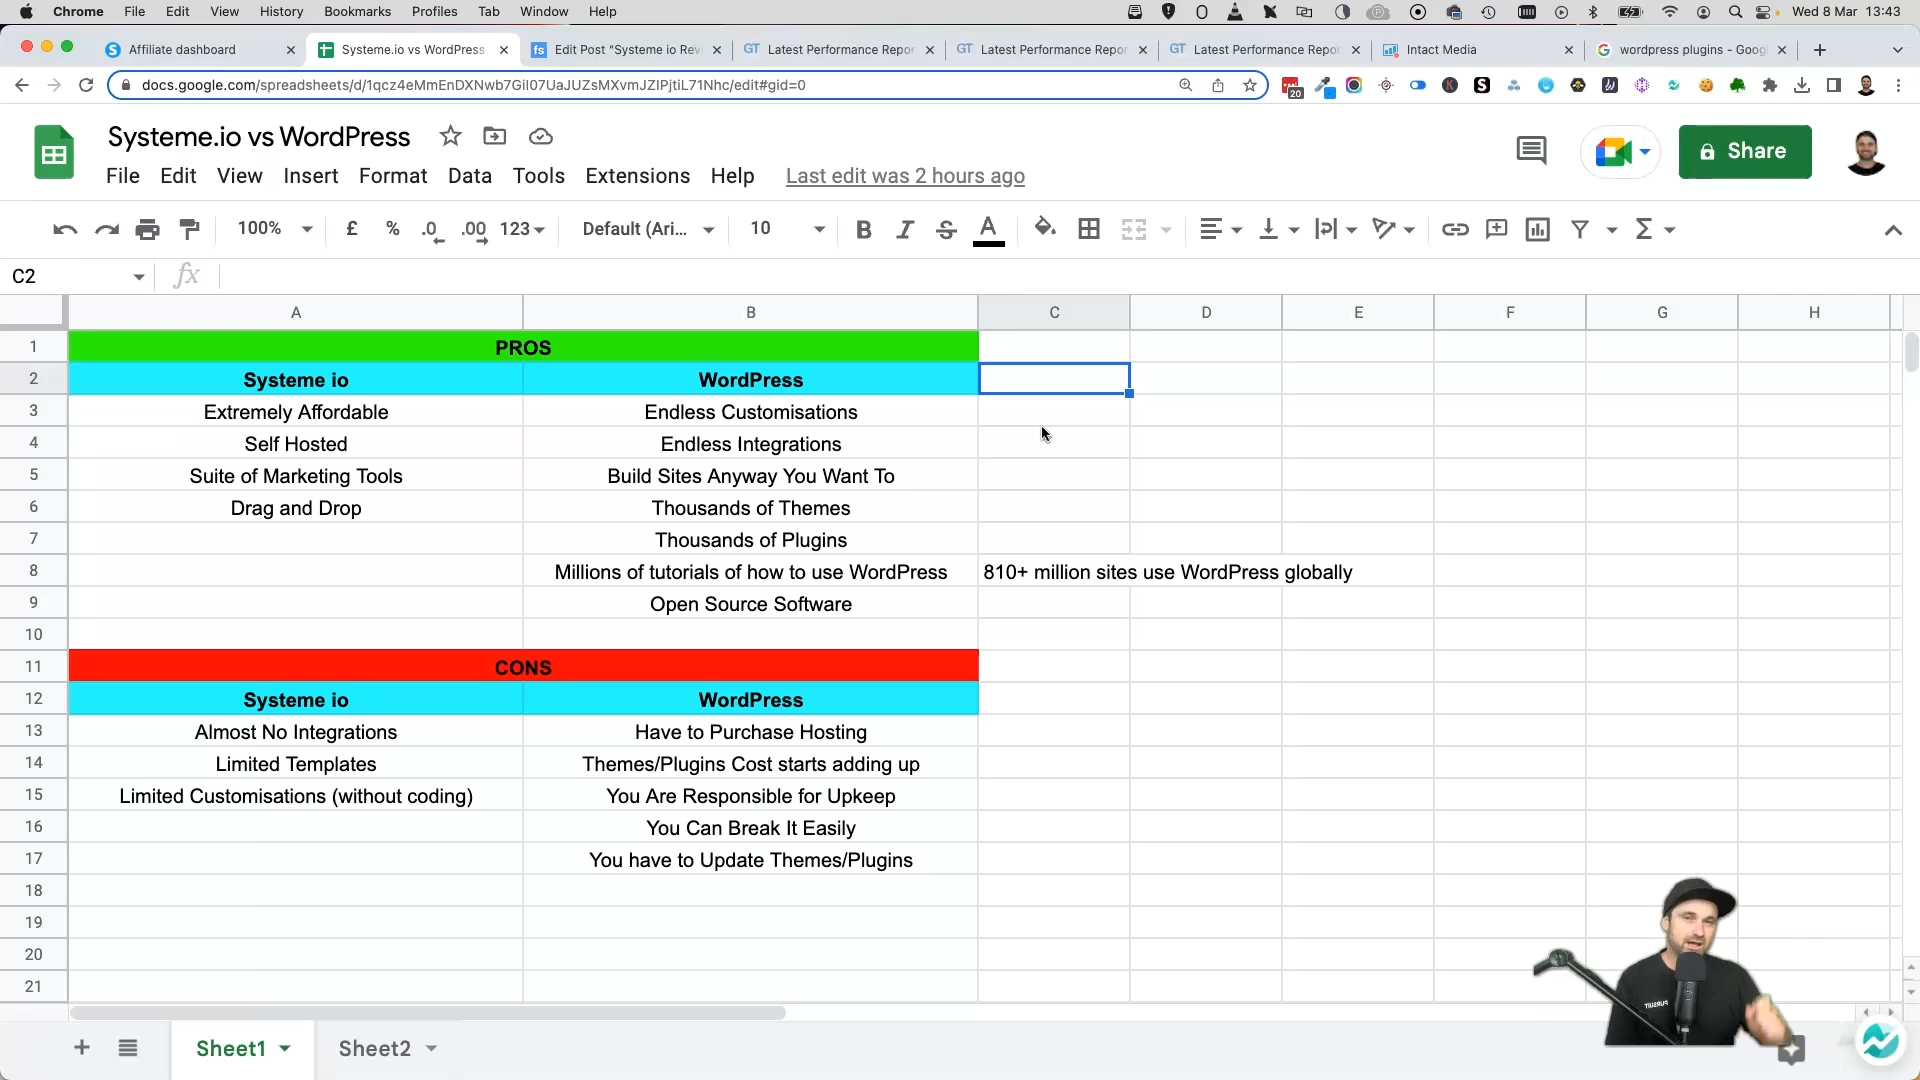 Chrome File Edit View History Bookmarks Profiles Tab Window Help Wed 8 Mar 13:43
Affiliate dashboard Systeme.io vs WordPress Edit Post "Systeme io Rev GT Latest Performance Repor GT Latest Performance Repor GT Latest Performance Repor Intact Media wordpress plugins - Goog
docs.google.com/spreadsheets/d/1qcz4eMmEnDXNwb7GiI07UaJUZsMXvmJZIPjtiL71Nhc/edit#gid=0 20
Systeme.io vs WordPress
Share
File Edit View Insert Format Data Tools Extensions Help Last edit was 2 hours ago
100% £ % .0 .00 123 Default (Ari... 10 B I S A Σ
C2 fx
A B C D E F G H
1 PROS
2 Systeme io WordPress
3 Extremely Affordable Endless Customisations
4 Self Hosted Endless Integrations
5 Suite of Marketing Tools Build Sites Anyway You Want To
6 Drag and Drop Thousands of Themes
7 Thousands of Plugins
8 Millions of tutorials of how to use WordPress 810+ million sites use WordPress globally
9 Open Source Software
10
11 CONS
12 Systeme io WordPress
13 Almost No Integrations Have to Purchase Hosting
14 Limited Templates Themes/Plugins Cost starts adding up
15 Limited Customisations (without coding) You Are Responsible for Upkeep
16 You Can Break It Easily
17 You have to Update Themes/Plugins
18
19
20
21
Sheet1 Sheet2